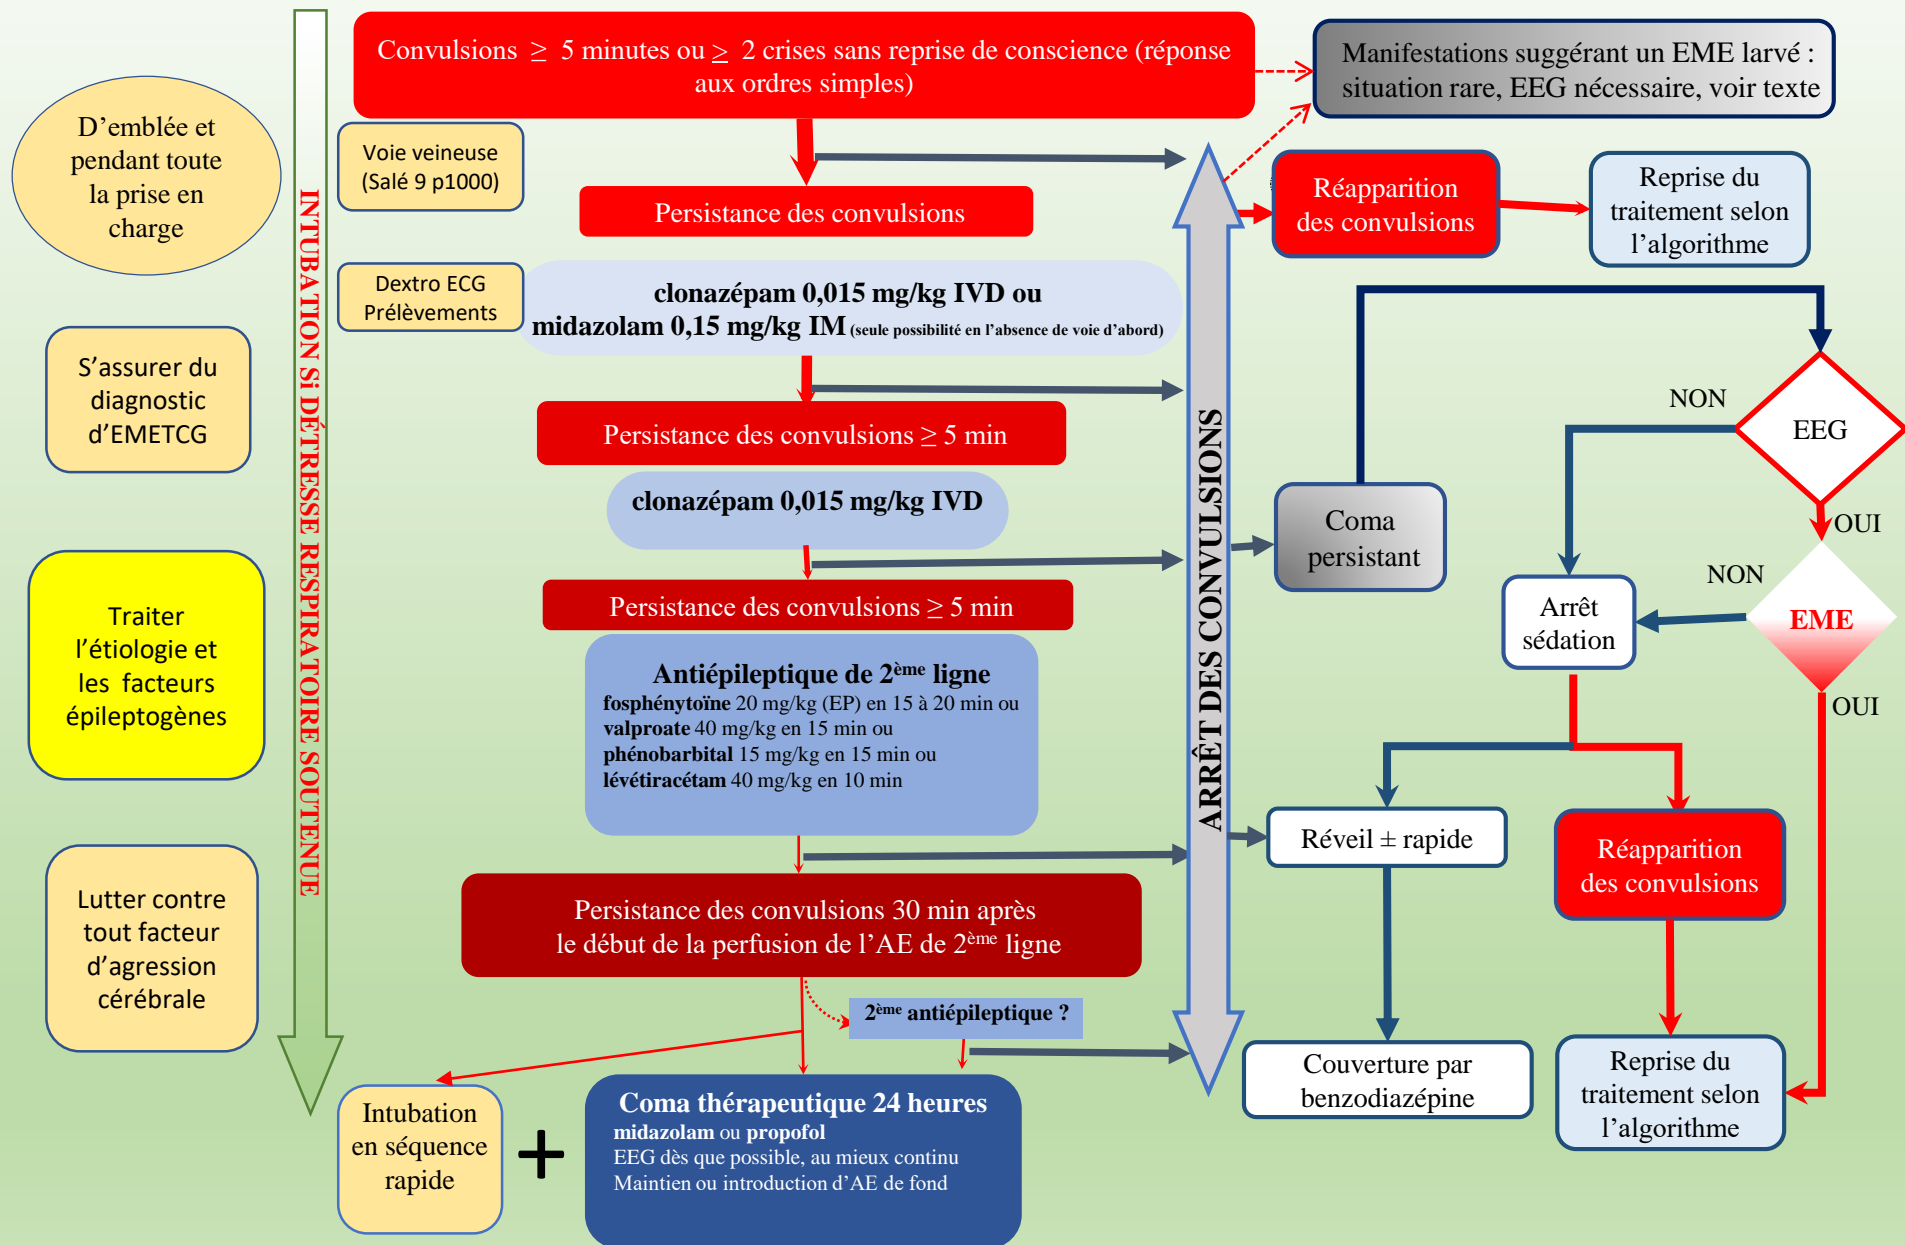 Convulsions ≥ 5 minutes ou ≥ 2 crises sans reprise de conscience (réponse
aux ordres simples)
Manifestations suggérant un EME larvé :
situation rare, EEG nécessaire, voir texte
D’emblée et
pendant toute
la prise en
charge
Voie veineuse
(Salé 9 p1000)
Persistance des convulsions
Réapparition
des convulsions
Reprise du
traitement selon
l’algorithme
INTUBATION Si DÉTRESSE RESPIRATOIRE SOUTENUE
Dextro ECG
Prélèvements
clonazépam 0,015 mg/kg IVD ou
midazolam 0,15 mg/kg IM (seule possibilité en l’absence de voie d’abord)
S’assurer du
diagnostic
d’EMETCG
Persistance des convulsions ≥ 5 min
clonazépam 0,015 mg/kg IVD
ARRÊT DES CONVULSIONS
Coma
persistant
NON
EEG
OUI
NON
EME
OUI
Arrêt
sédation
Traiter
l’étiologie et
les facteurs
épileptogènes
Persistance des convulsions ≥ 5 min
Antiépileptique de 2ème ligne
fosphénytoïne 20 mg/kg (EP) en 15 à 20 min ou
valproate 40 mg/kg en 15 min ou
phénobarbital 15 mg/kg en 15 min ou
lévétiracétam 40 mg/kg en 10 min
Réveil ± rapide
Réapparition
des convulsions
Lutter contre
tout facteur
d’agression
cérébrale
Persistance des convulsions 30 min après
le début de la perfusion de l’AE de 2ème ligne
2ème antiépileptique ?
Couverture par
benzodiazépine
Reprise du
traitement selon
l’algorithme
Intubation
en séquence
rapide
+
Coma thérapeutique 24 heures
midazolam ou propofol
EEG dès que possible, au mieux continu
Maintien ou introduction d’AE de fond